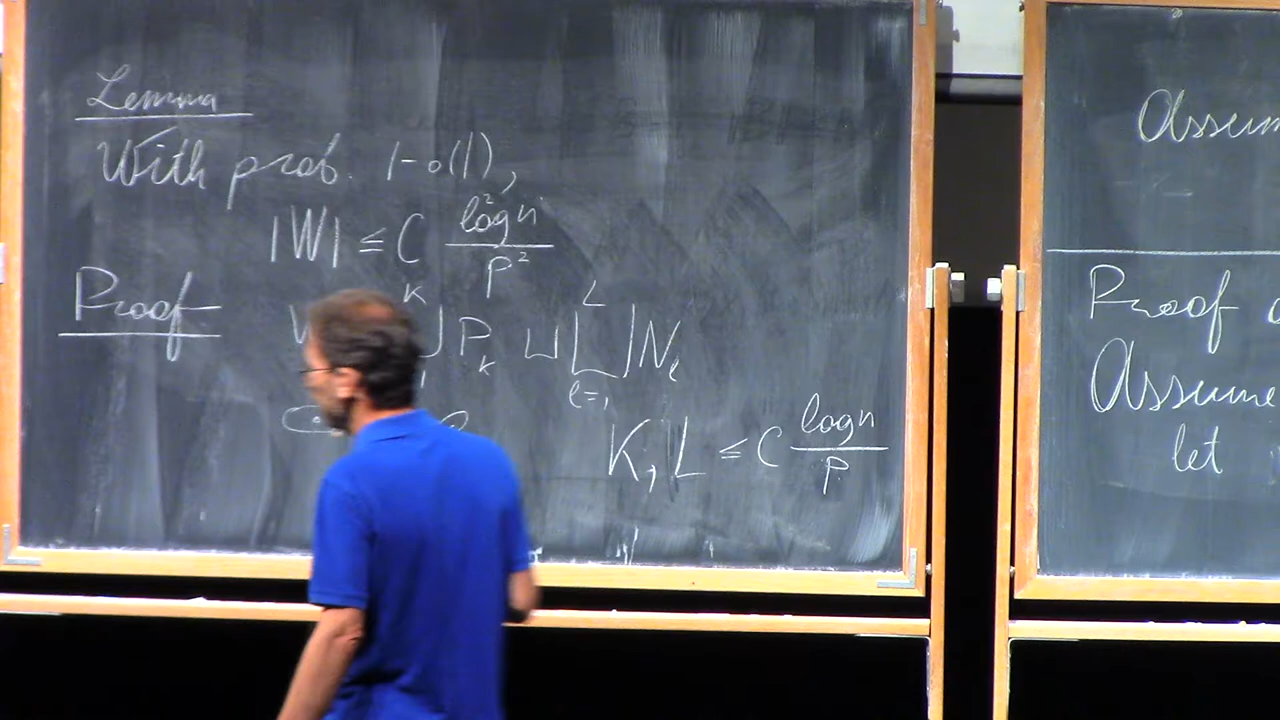 Lemma
With prob. 1-o(1),
|W| ≤ C log²n / P²
Proof
K
P_k ⊔ ⨆ N_ℓ
L
ℓ=1
K, L ≤ C log n / P
Assum
Proof
Assume
let